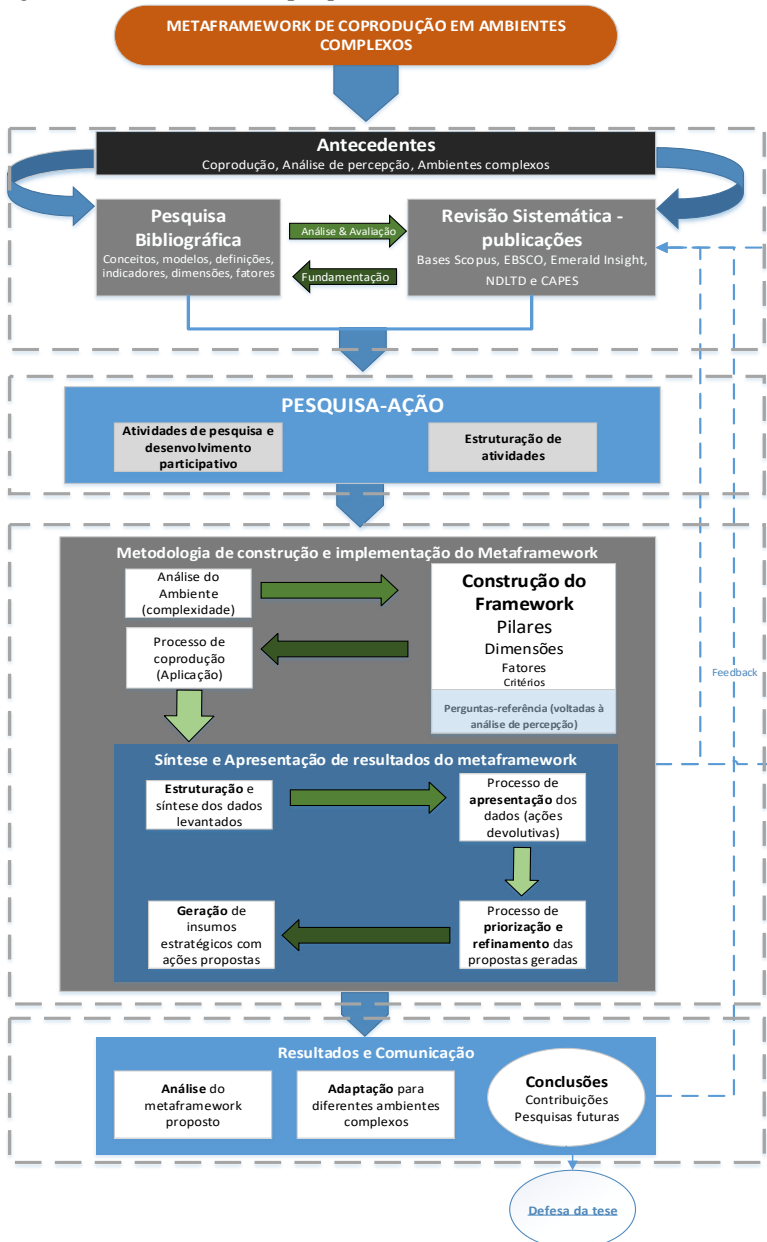 METAFRAMEWORK DE COPRODUÇÃO EM AMBIENTES
COMPLEXOS
Antecedentes
Coprodução, Análise de percepção, Ambientes complexos
Pesquisa
Bibliográfica
Conceitos, modelos, definições,
indicadores, dimensões, fatores
Análise & Avaliação
Fundamentação
Revisão Sistemática -
publicações
Bases Scopus, EBSCO, Emerald Insight,
NDLTD e CAPES
PESQUISA-AÇÃO
Atividades de pesquisa e
desenvolvimento
participativo
Estruturação de
atividades
Metodologia de construção e implementação do Metaframework
Análise do
Ambiente
(complexidade)
Construção do
Framework
Pilares
Dimensões
Fatores
Critérios
Perguntas-referência (voltadas à
análise de percepção)
Processo de
coprodução
(Aplicação)
Feedback
Síntese e Apresentação de resultados do metaframework
Estruturação e
síntese dos dados
levantados
Processo de
apresentação dos
dados (ações
devolutivas)
Geração de
insumos
estratégicos com
ações propostas
Processo de
priorização e
refinamento das
propostas geradas
Resultados e Comunicação
Análise do
metaframework
proposto
Adaptação para
diferentes ambientes
complexos
Conclusões
Contribuições
Pesquisas futuras
Defesa da tese